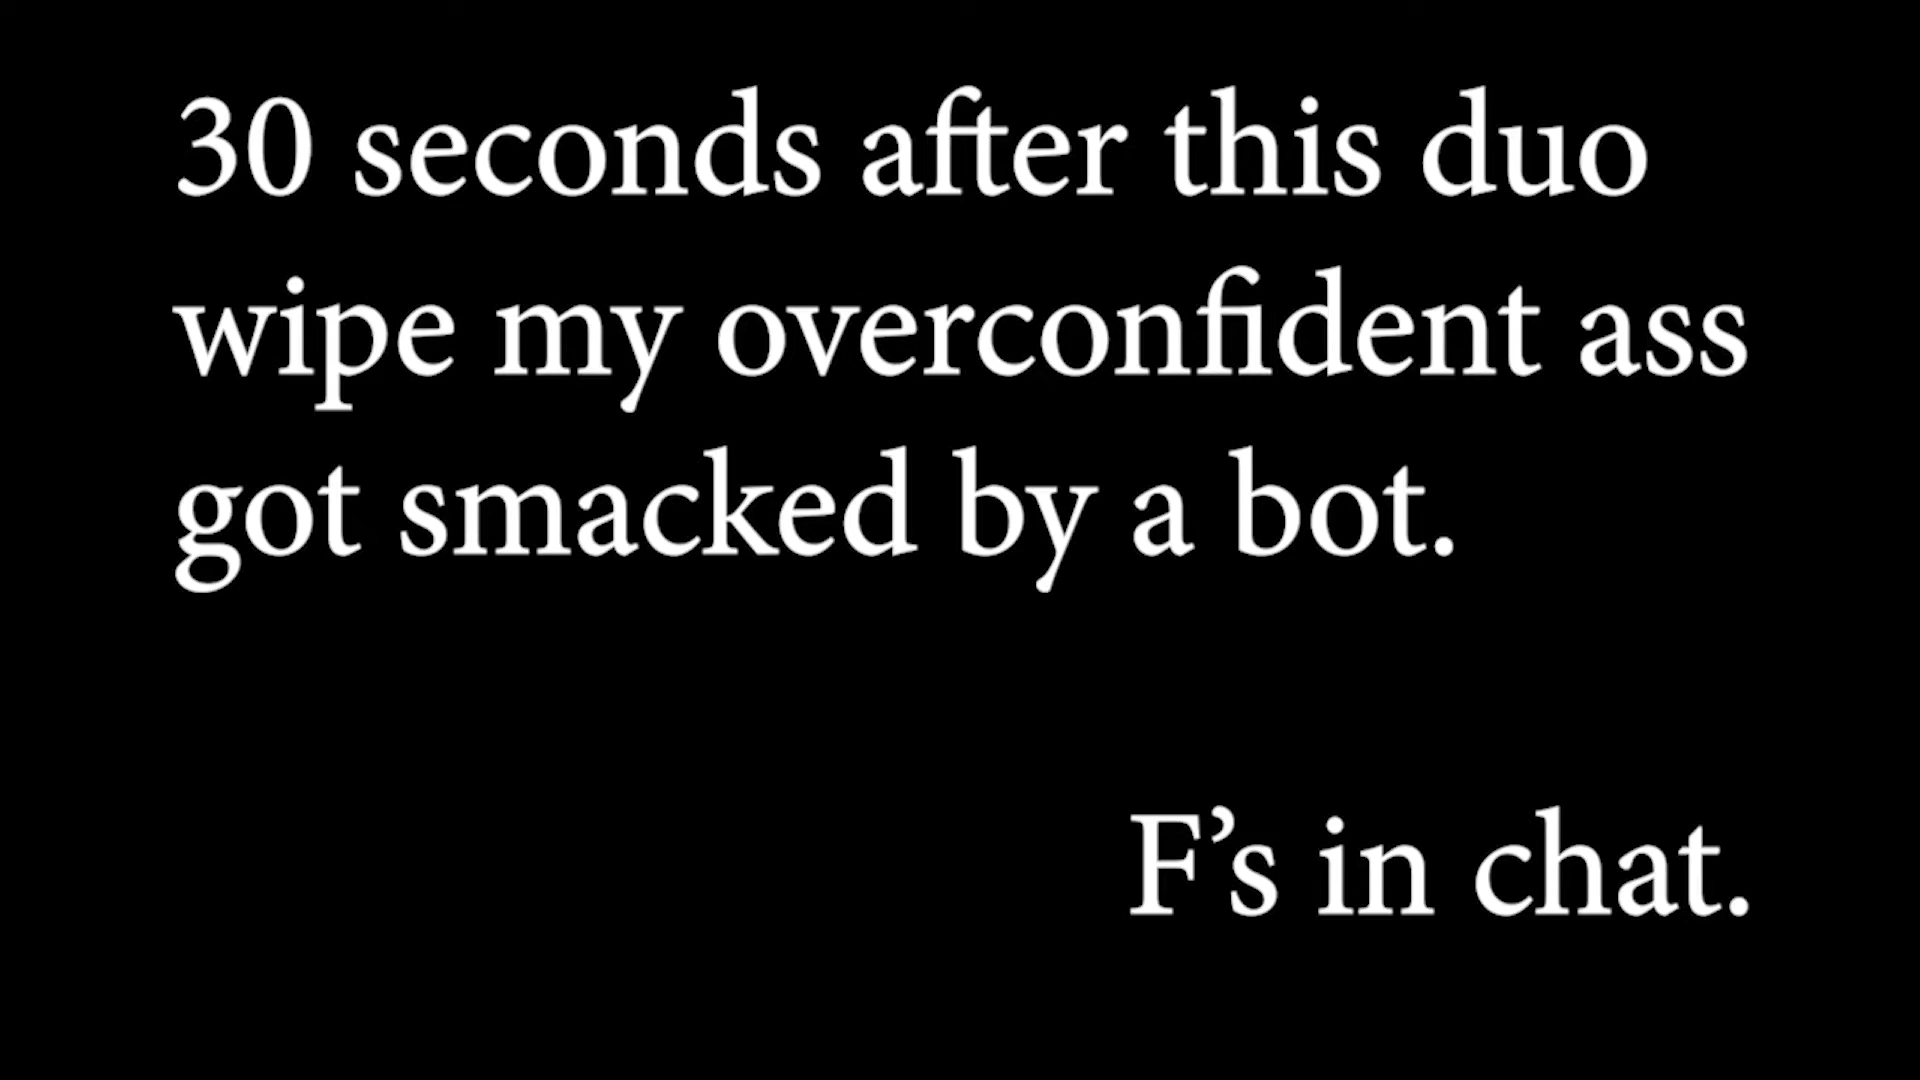 30 seconds after this duo
wipe my overconfident ass
got smacked by a bot.
F’s in chat.